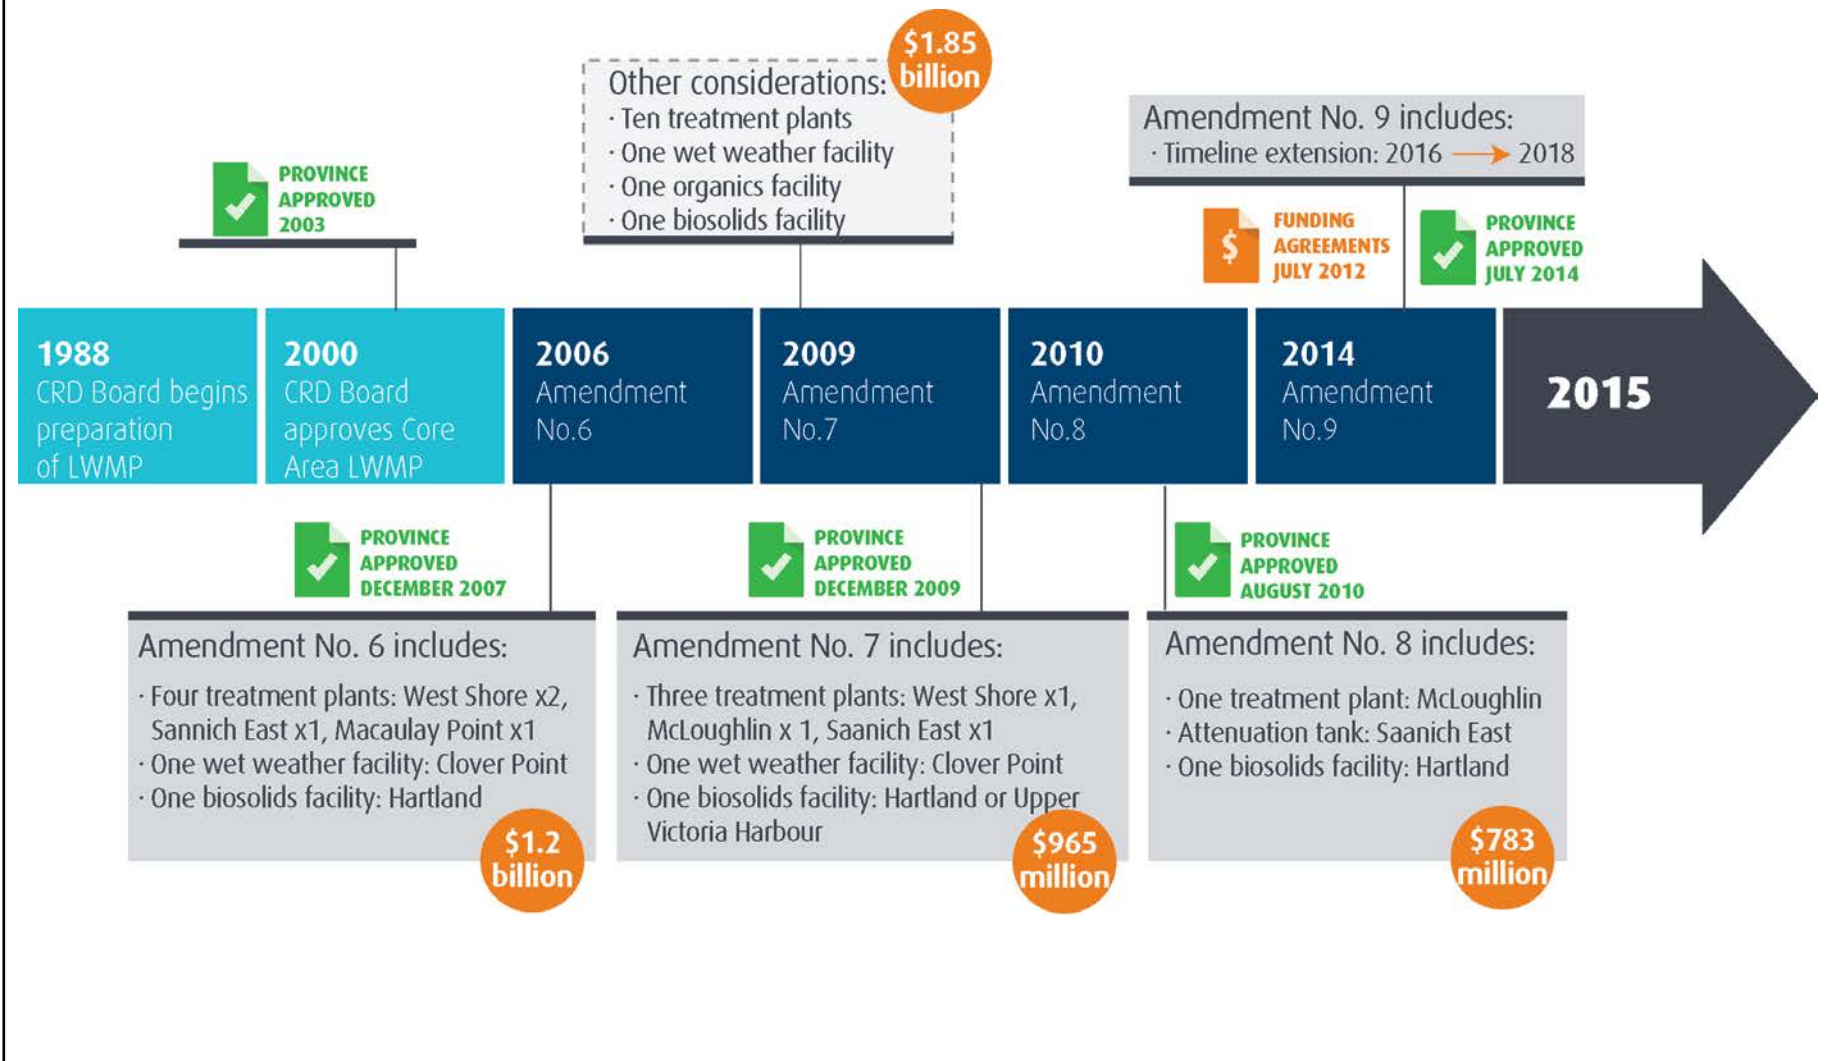 $1.85
billion
Other considerations:
· Ten treatment plants
· One wet weather facility
· One organics facility
· One biosolids facility
Amendment No. 9 includes:
· Timeline extension: 2016 → 2018
PROVINCE
APPROVED
2003
FUNDING
AGREEMENTS
JULY 2012
PROVINCE
APPROVED
JULY 2014
1988
CRD Board begins
preparation
of LWMP
2000
CRD Board
approves Core
Area LWMP
2006
Amendment
No.6
2009
Amendment
No.7
2010
Amendment
No.8
2014
Amendment
No.9
2015
PROVINCE
APPROVED
DECEMBER 2007
PROVINCE
APPROVED
DECEMBER 2009
PROVINCE
APPROVED
AUGUST 2010
Amendment No. 6 includes:
· Four treatment plants: West Shore x2,
Sannich East x1, Macaulay Point x1
· One wet weather facility: Clover Point
· One biosolids facility: Hartland
$1.2
billion
Amendment No. 7 includes:
· Three treatment plants: West Shore x1,
McLoughlin x 1, Saanich East x1
· One wet weather facility: Clover Point
· One biosolids facility: Hartland or Upper
Victoria Harbour
$965
million
Amendment No. 8 includes:
· One treatment plant: McLoughlin
· Attenuation tank: Saanich East
· One biosolids facility: Hartland
$783
million